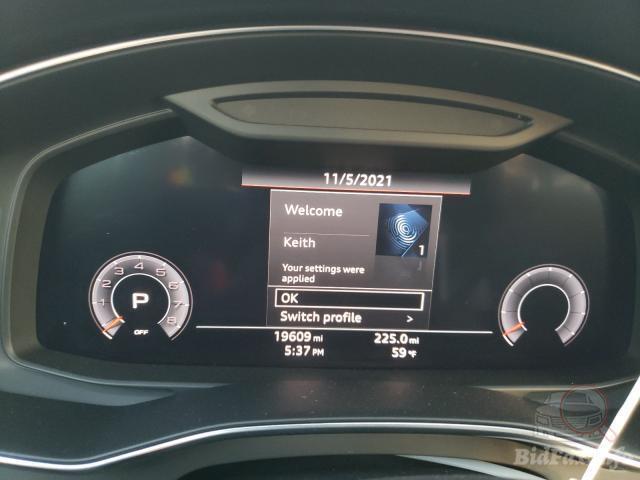 11/5/2021
Welcome
Keith
1
Your settings were
applied
OK
Switch profile >
1 2 3 4 5 6 7 8
P
OFF
19609 mi 225.0 mi
5:37 PM 59 °F